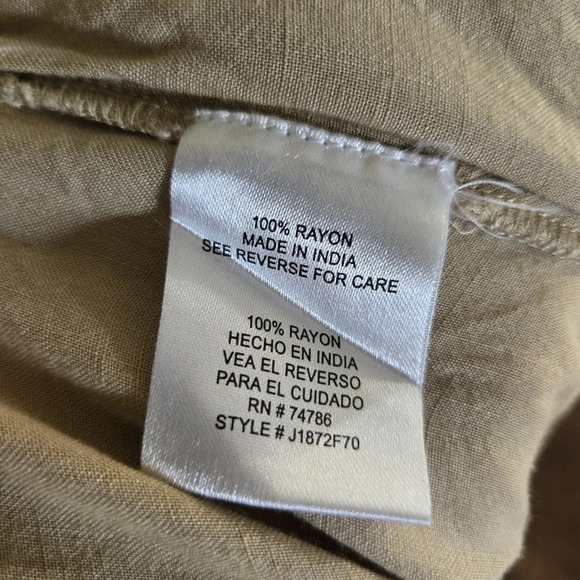 100% RAYON
MADE IN INDIA
SEE REVERSE FOR CARE
100% RAYON
HECHO EN INDIA
VEA EL REVERSO
PARA EL CUIDADO
RN # 74786
STYLE # J1872F70